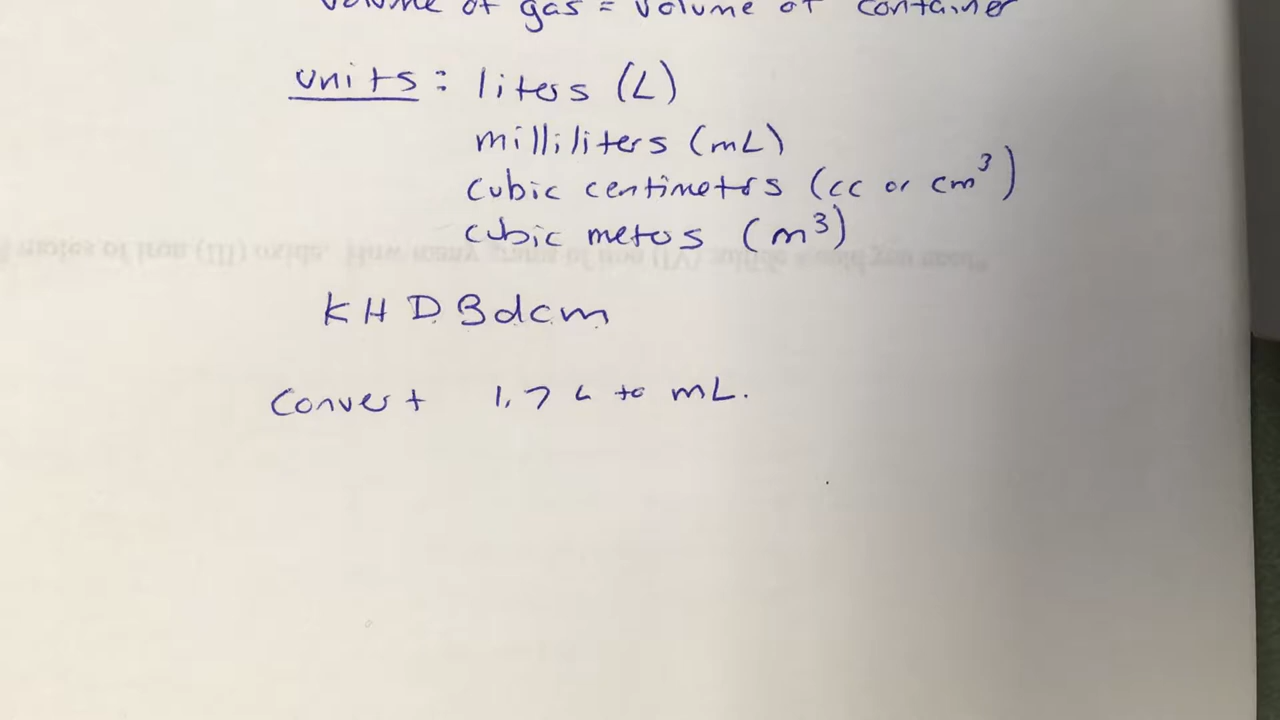 volume of gas = volume of container
units: liters (L)
milliliters (mL)
cubic centimeters (cc or cm³)
cubic meters (m³)
K H D B d c m
Convert 1.7 L to mL.